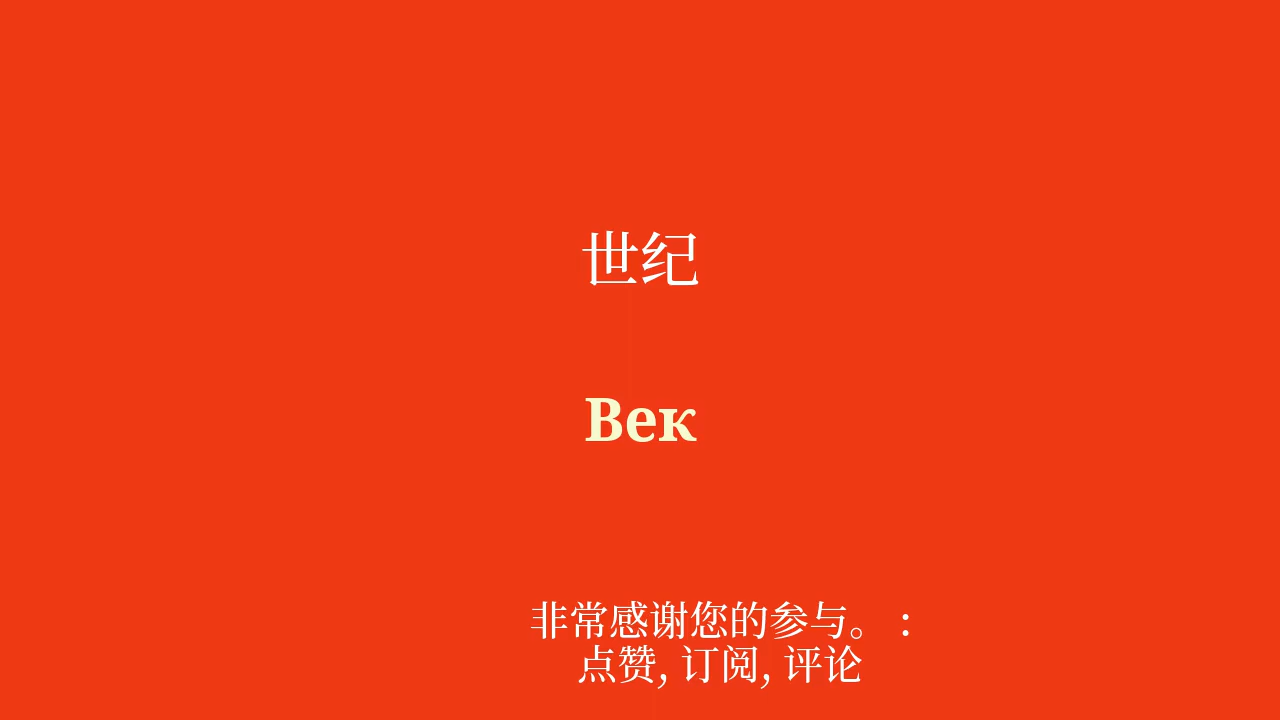 世纪
Век
非常感谢您的参与。 :
点赞, 订阅, 评论